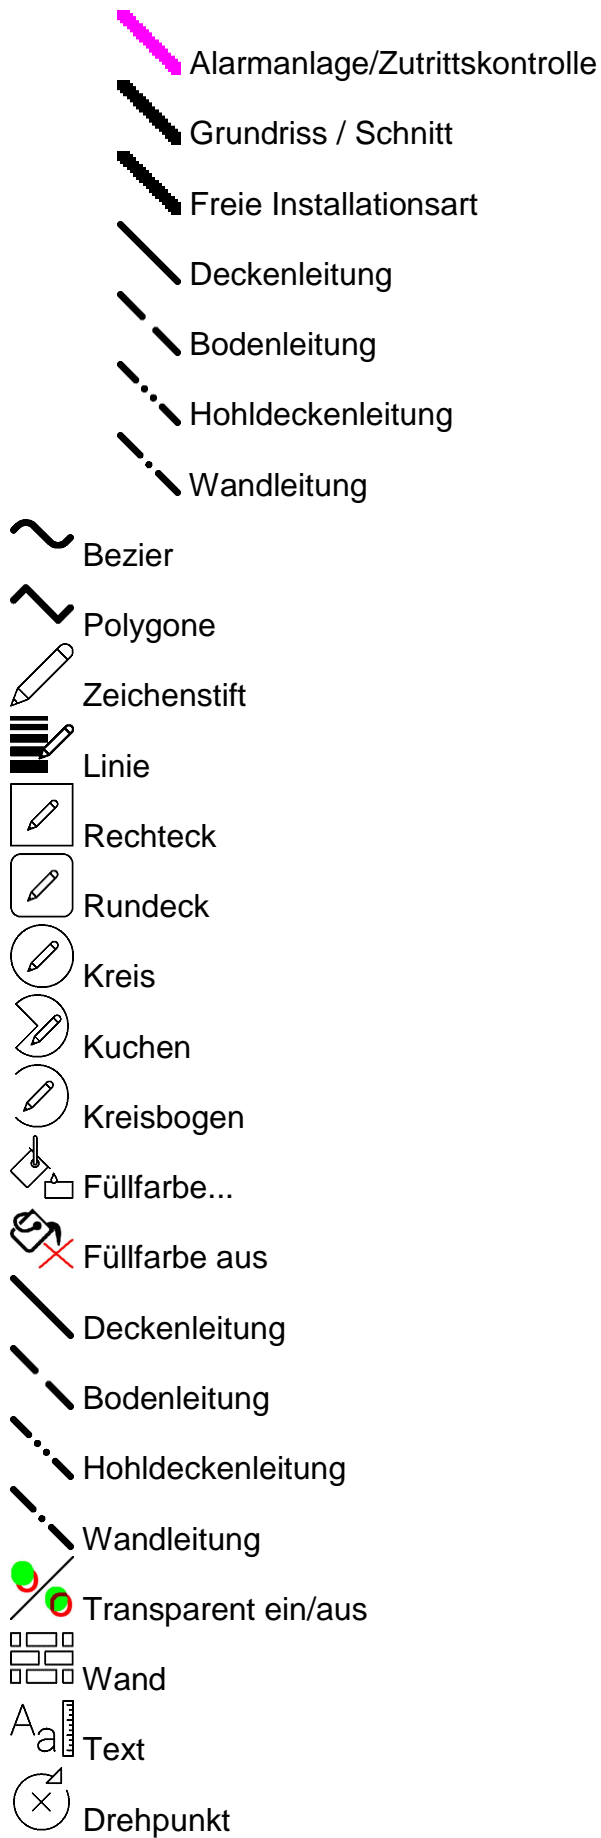 Alarmanlage/Zutrittskontrolle
Grundriss / Schnitt
Freie Installationsart
Deckenleitung
Bodenleitung
Hohldeckenleitung
Wandleitung
Bezier
Polygone
Zeichenstift
Linie
Rechteck
Rundeck
Kreis
Kuchen
Kreisbogen
Füllfarbe...
Füllfarbe aus
Deckenleitung
Bodenleitung
Hohldeckenleitung
Wandleitung
Transparent ein/aus
Wand
Aa Text
Drehpunkt